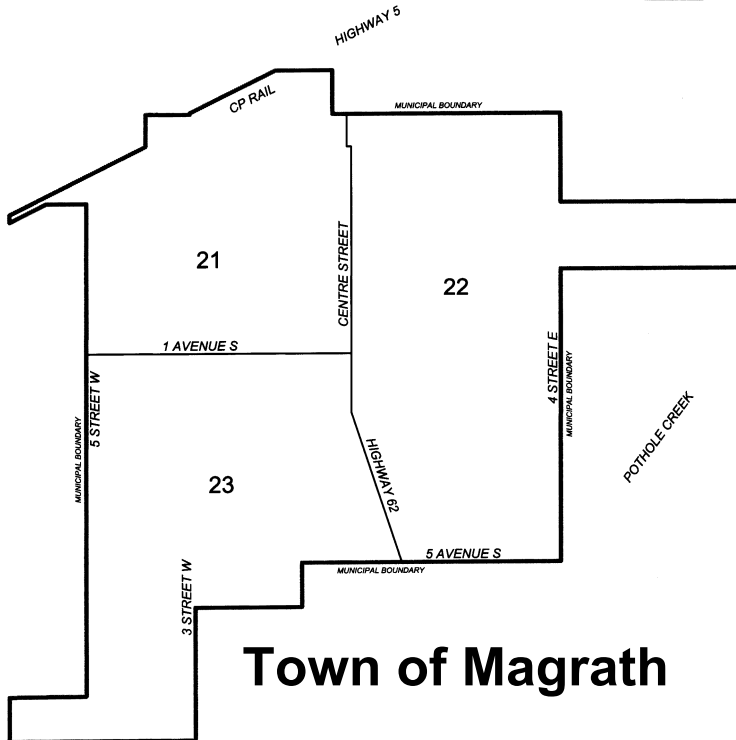 HIGHWAY 5
CP RAIL
MUNICIPAL BOUNDARY
21
CENTRE STREET
22
1 AVENUE S
5 STREET W
MUNICIPAL BOUNDARY
4 STREET E
MUNICIPAL BOUNDARY
POTHOLE CREEK
HIGHWAY 62
23
5 AVENUE S
MUNICIPAL BOUNDARY
3 STREET W
Town of Magrath